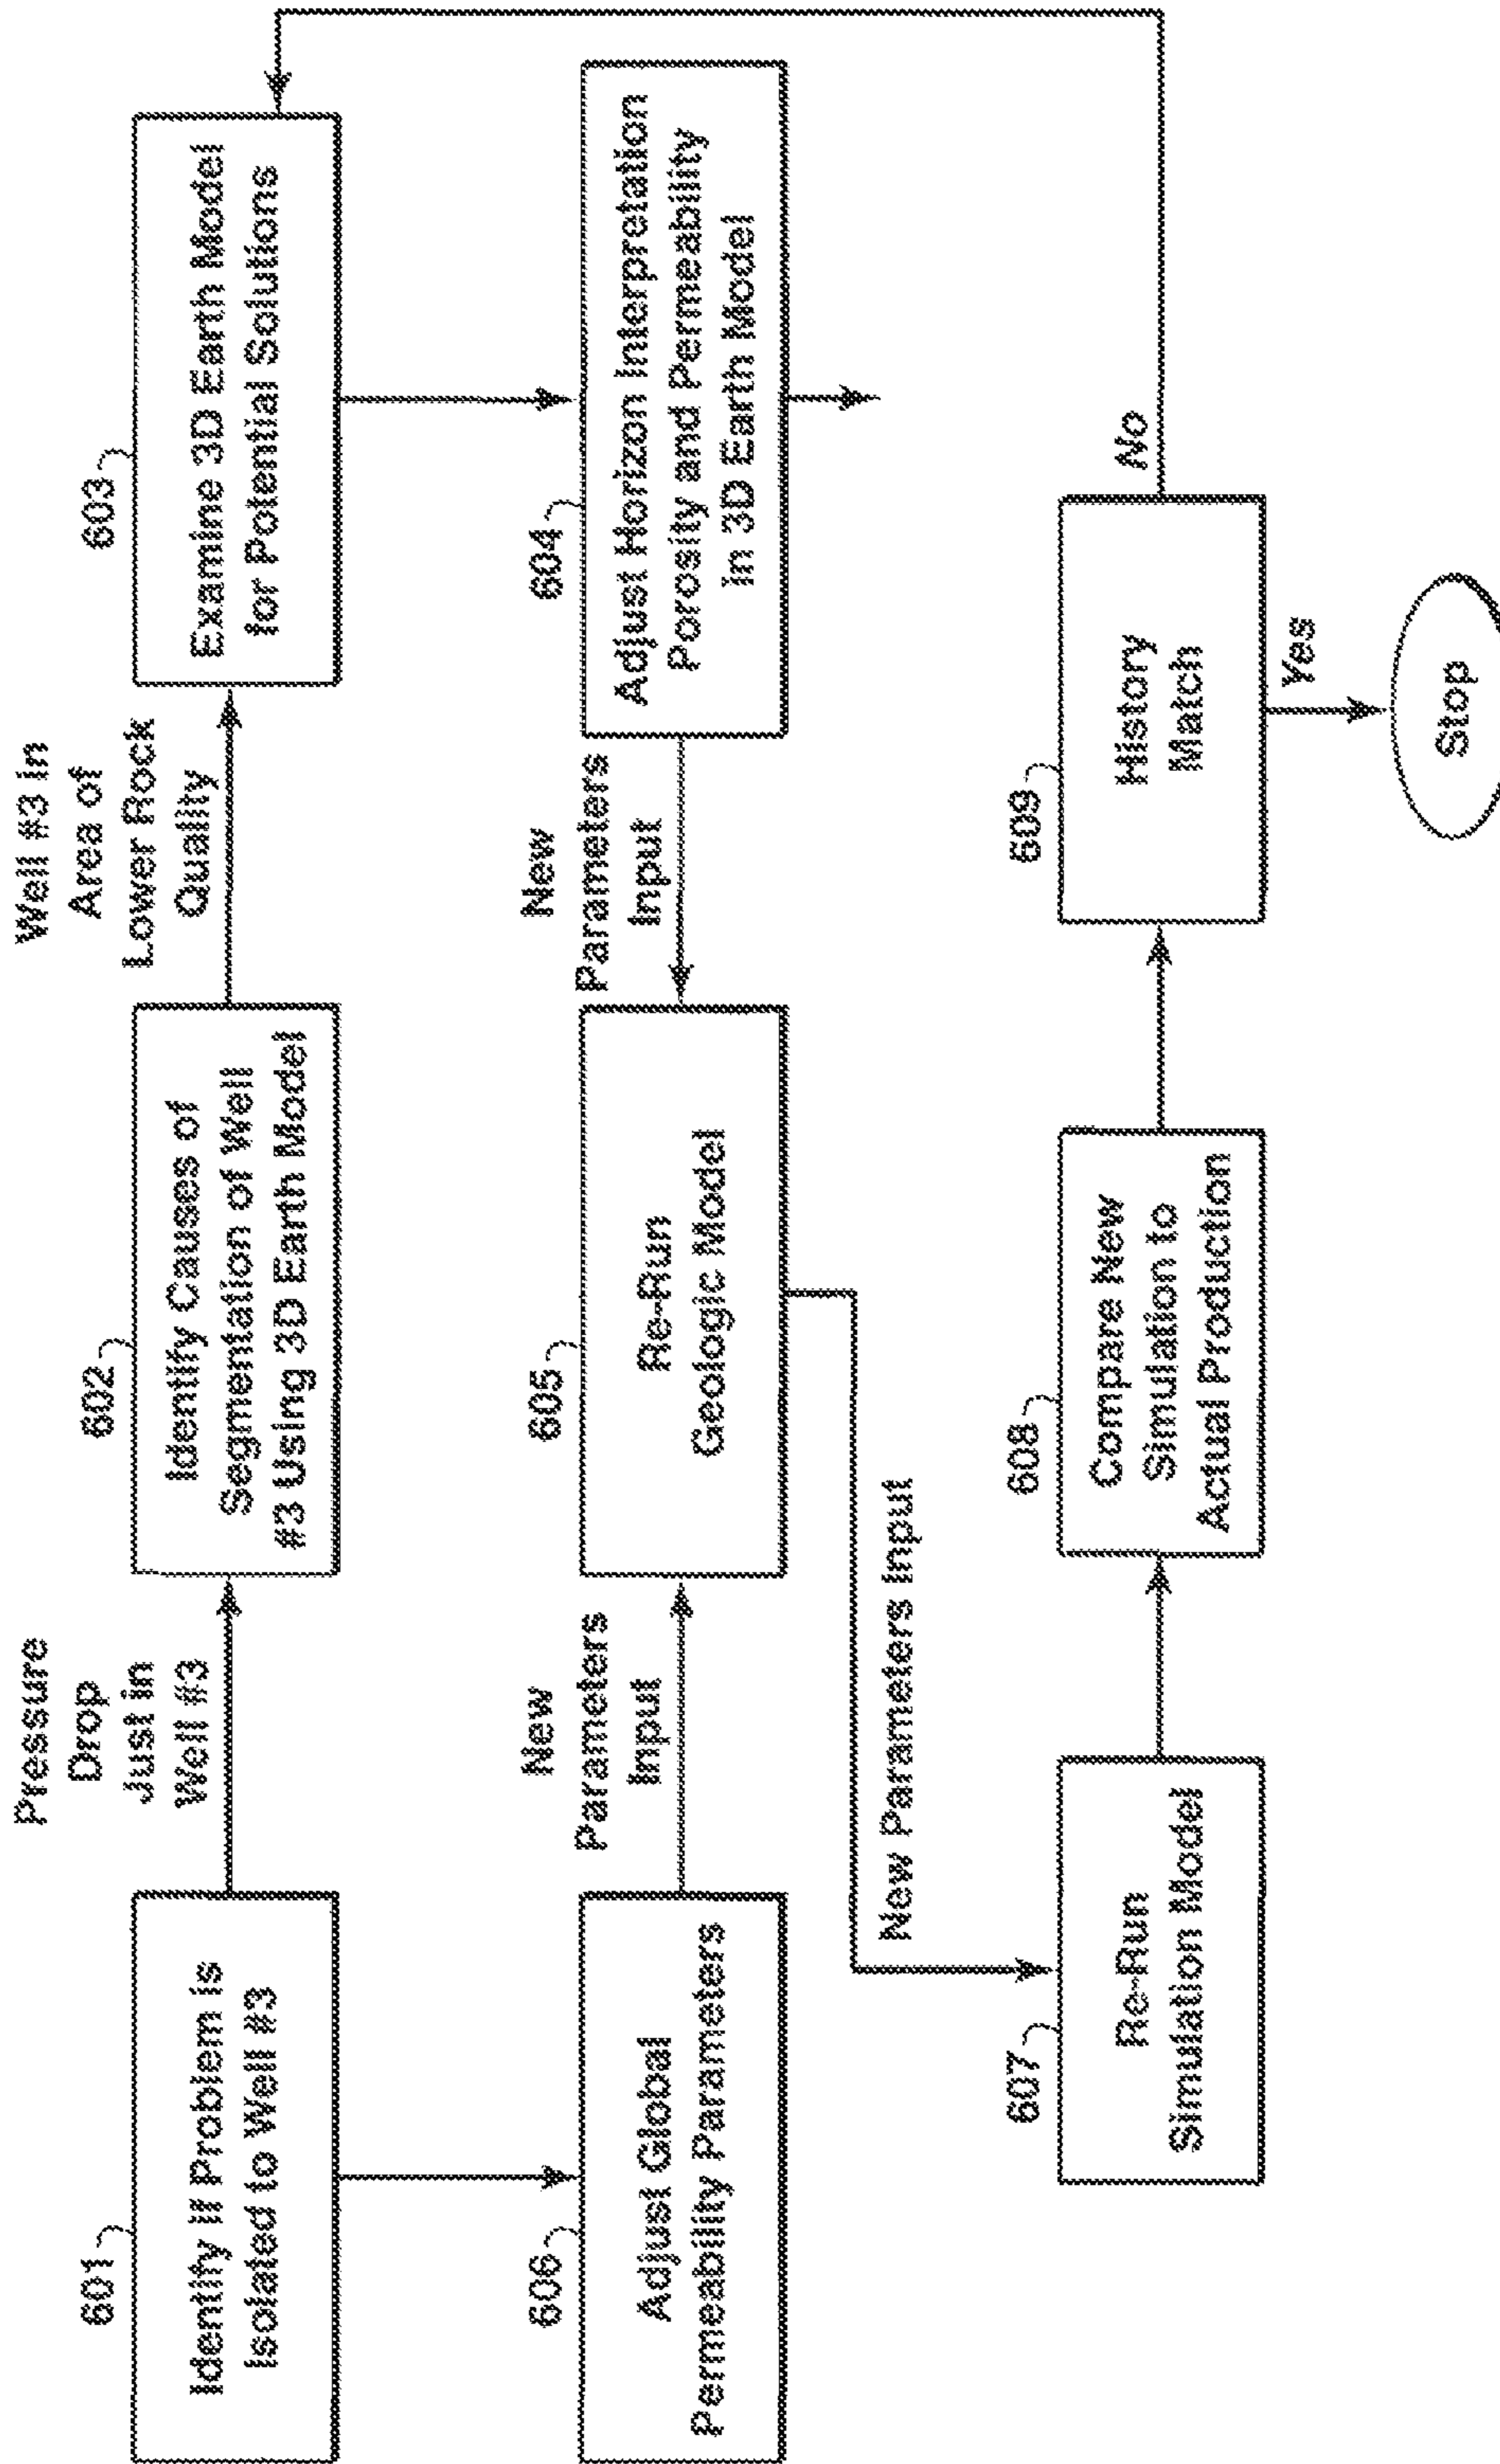 601
Identify if Problem is
Isolated to Well #3
Pressure
Drop
Just in
Well #3
602
Identify Causes of
Segmentation of Well
#3 Using 3D Earth Model
Well #3 in
Area of
Lower Rock
Quality
603
Examine 3D Earth Model
for Potential Solutions
606
Adjust Global
Permeability Parameters
New
Parameters
Input
605
Re-Run
Geologic Model
New
Parameters
Input
604
Adjust Horizon Interpretation
Porosity and Permeability
in 3D Earth Model
New Parameters Input
607
Re-Run
Simulation Model
608
Compare New
Simulation to
Actual Production
609
History
Match
No
Yes
Stop